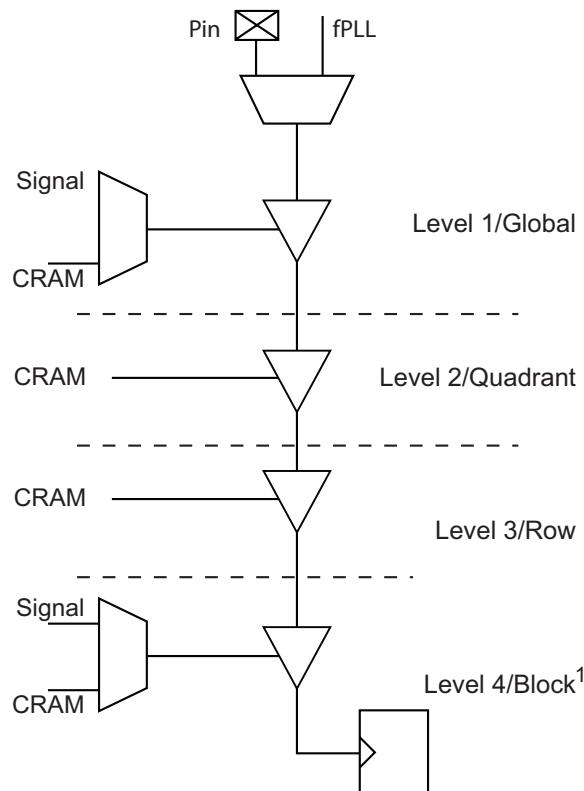 Pin
fPLL
Signal
Level 1/Global
CRAM
CRAM
Level 2/Quadrant
CRAM
Level 3/Row
Signal
Level 4/Block¹
CRAM